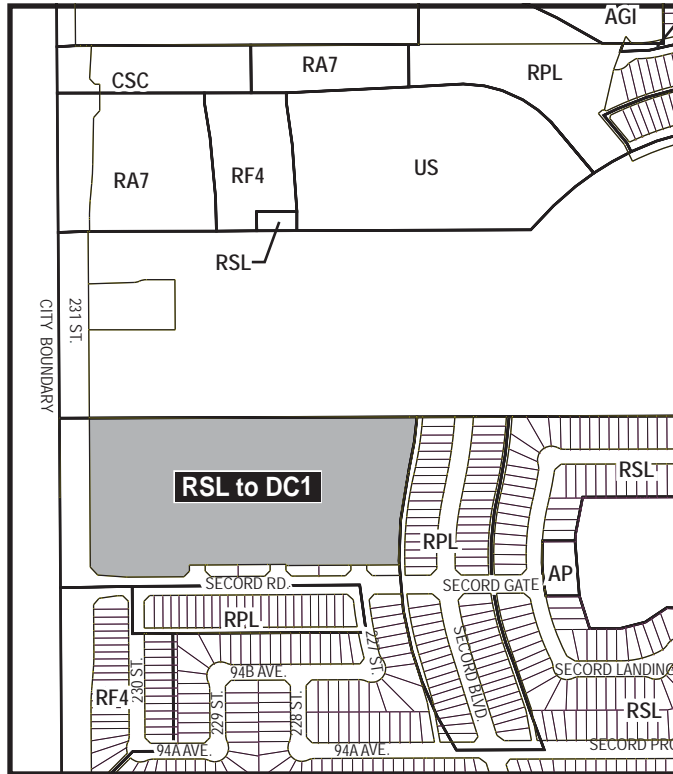 AGI
RA7
RPL
CSC
RA7
RF4
US
RSL
231 ST.
CITY BOUNDARY
RSL to DC1
RSL
RPL
AP
SECORD RD.
SECORD GATE
RPL
227 ST.
SECORD BLVD.
94B AVE.
SECORD LANDING
RF4
230 ST.
229 ST.
228 ST.
RSL
94A AVE.
94A AVE.
SECORD PRO